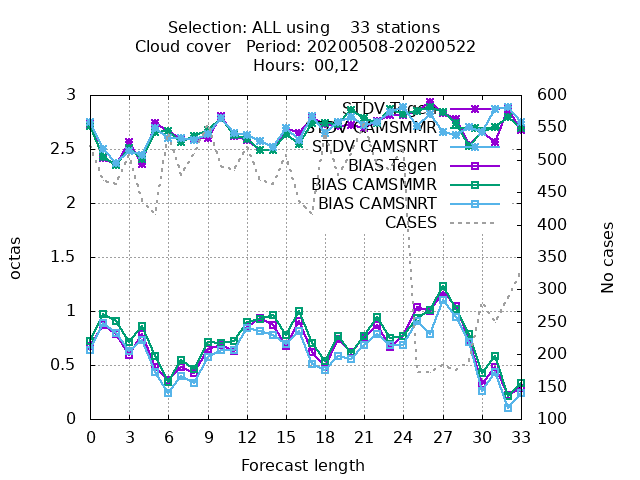 Selection: ALL using 33 stations
Cloud cover Period: 20200508-20200522
Hours: 00,12
STDV Tegen
STDV CAMSMMR
STDV CAMSNRT
BIAS Tegen
BIAS CAMSMMR
BIAS CAMSNRT
CASES
octas
3
2.5
2
1.5
1
0.5
0
600
550
500
450
400
350
300
250
200
150
100
No cases
0 3 6 9 12 15 18 21 24 27 30 33
Forecast length